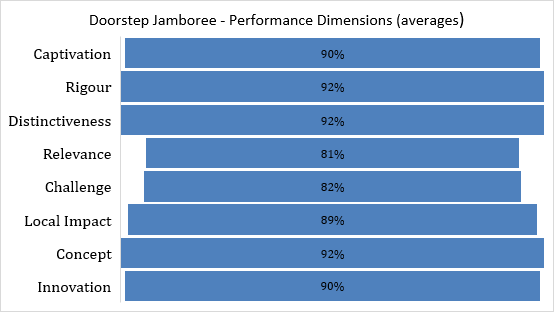 Doorstep Jamboree - Performance Dimensions (averages)
Captivation 90%
Rigour 92%
Distinctiveness 92%
Relevance 81%
Challenge 82%
Local Impact 89%
Concept 92%
Innovation 90%